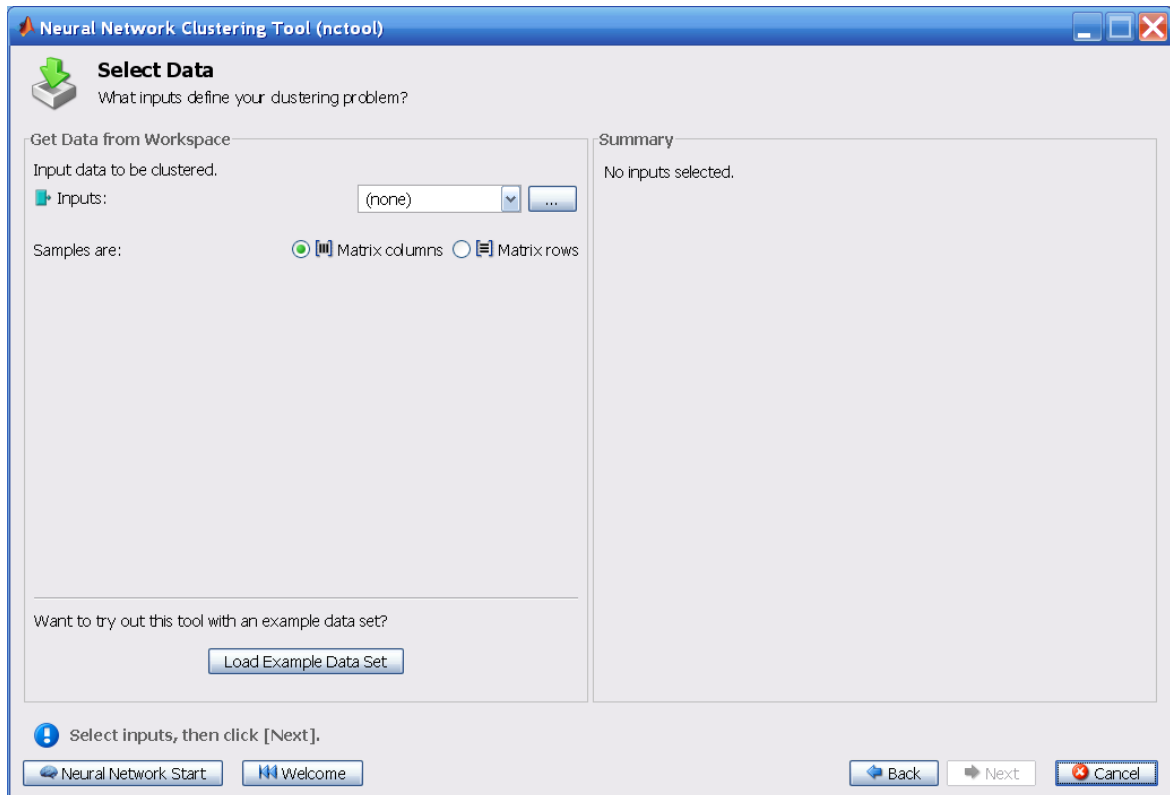 Neural Network Clustering Tool (nctool)
Select Data
What inputs define your clustering problem?
Get Data from Workspace
Input data to be clustered.
Inputs: (none) ...
Samples are: Matrix columns Matrix rows
Want to try out this tool with an example data set?
Load Example Data Set
Summary
No inputs selected.
Select inputs, then click [Next].
Neural Network Start Welcome Back Next Cancel